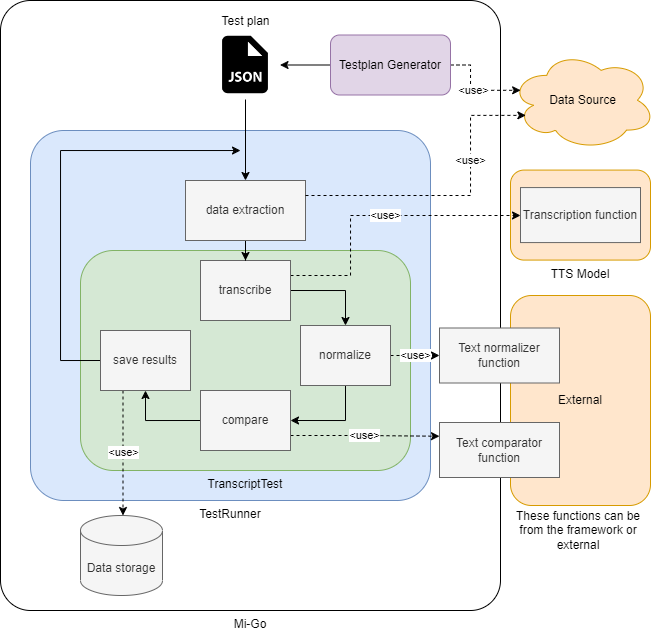 Test plan
JSON
Testplan Generator
<use>
Data Source
<use>
data extraction
<use>
Transcription function
TTS Model
transcribe
normalize
<use>
Text normalizer
function
save results
External
compare
<use>
Text comparator
function
<use>
TranscriptTest
TestRunner
These functions can be
from the framework or
external
Data storage
Mi-Go